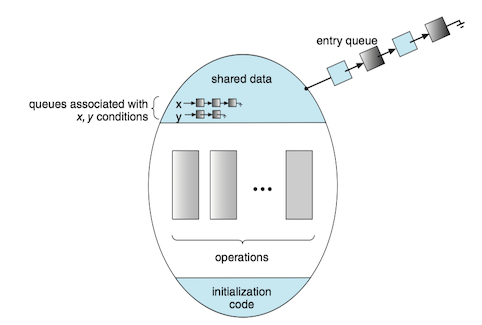 entry queue
shared data
queues associated with
x, y conditions
x
y
operations
initialization
code